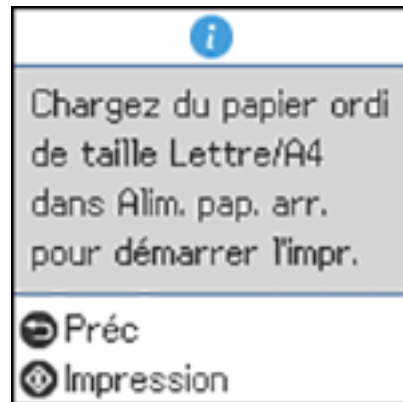 Chargez du papier ordi
de taille Lettre/A4
dans Alim. pap. arr.
pour démarrer l'impr.
Préc
Impression